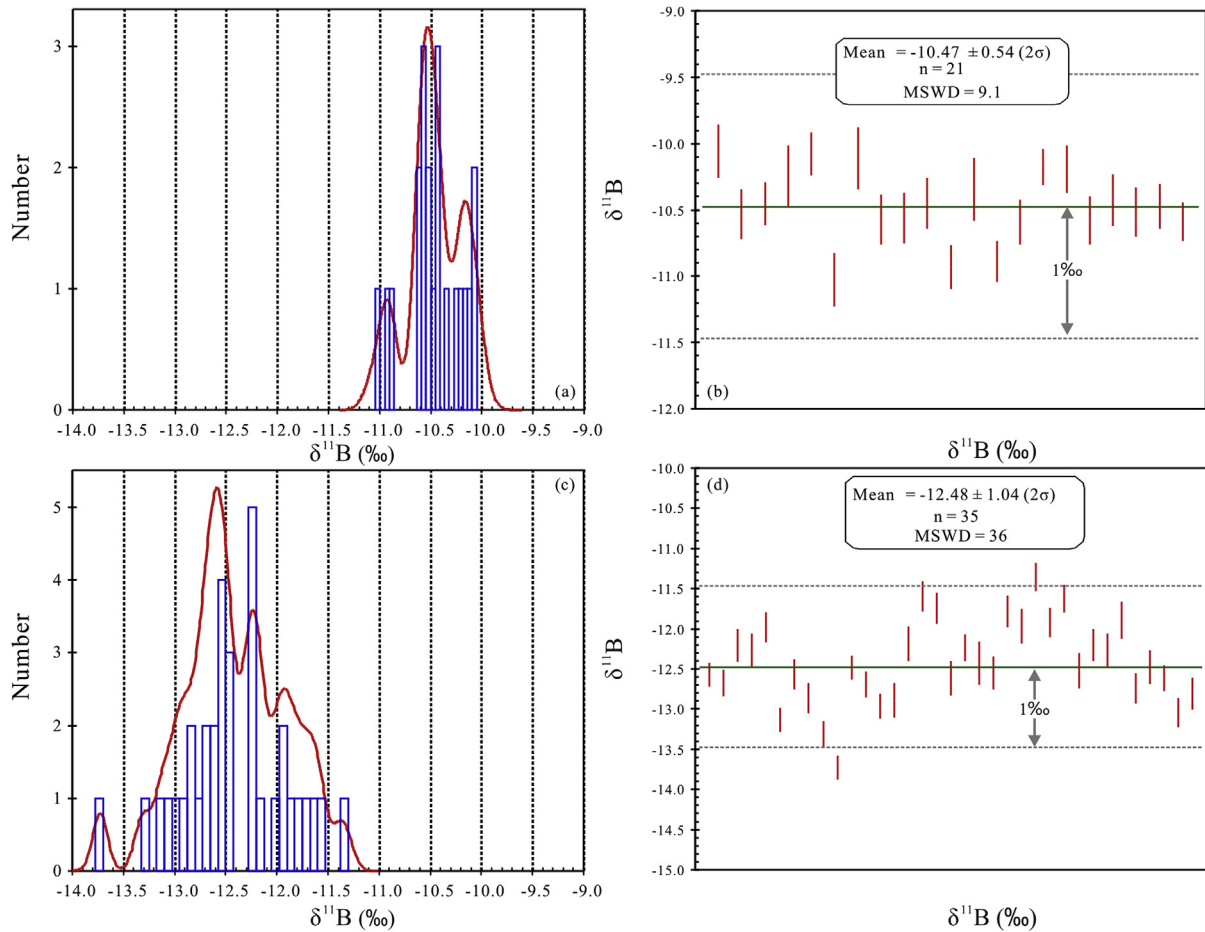 3
2
1
0
Number
-14.0 -13.5 -13.0 -12.5 -12.0 -11.5 -11.0 -10.5 -10.0 -9.5 -9.0
δ¹¹B (‰)
(a)
-9.0
-9.5
-10.0
-10.5
-11.0
-11.5
-12.0
δ¹¹B
Mean = -10.47 ± 0.54 (2σ)
n = 21
MSWD = 9.1
1‰
(b)
δ¹¹B (‰)
5
4
3
2
1
0
Number
-14.0 -13.5 -13.0 -12.5 -12.0 -11.5 -11.0 -10.5 -10.0 -9.5 -9.0
δ¹¹B (‰)
(c)
-10.0
-10.5
-11.0
-11.5
-12.0
-12.5
-13.0
-13.5
-14.0
-14.5
-15.0
δ¹¹B
(d)
Mean = -12.48 ± 1.04 (2σ)
n = 35
MSWD = 36
1‰
δ¹¹B (‰)